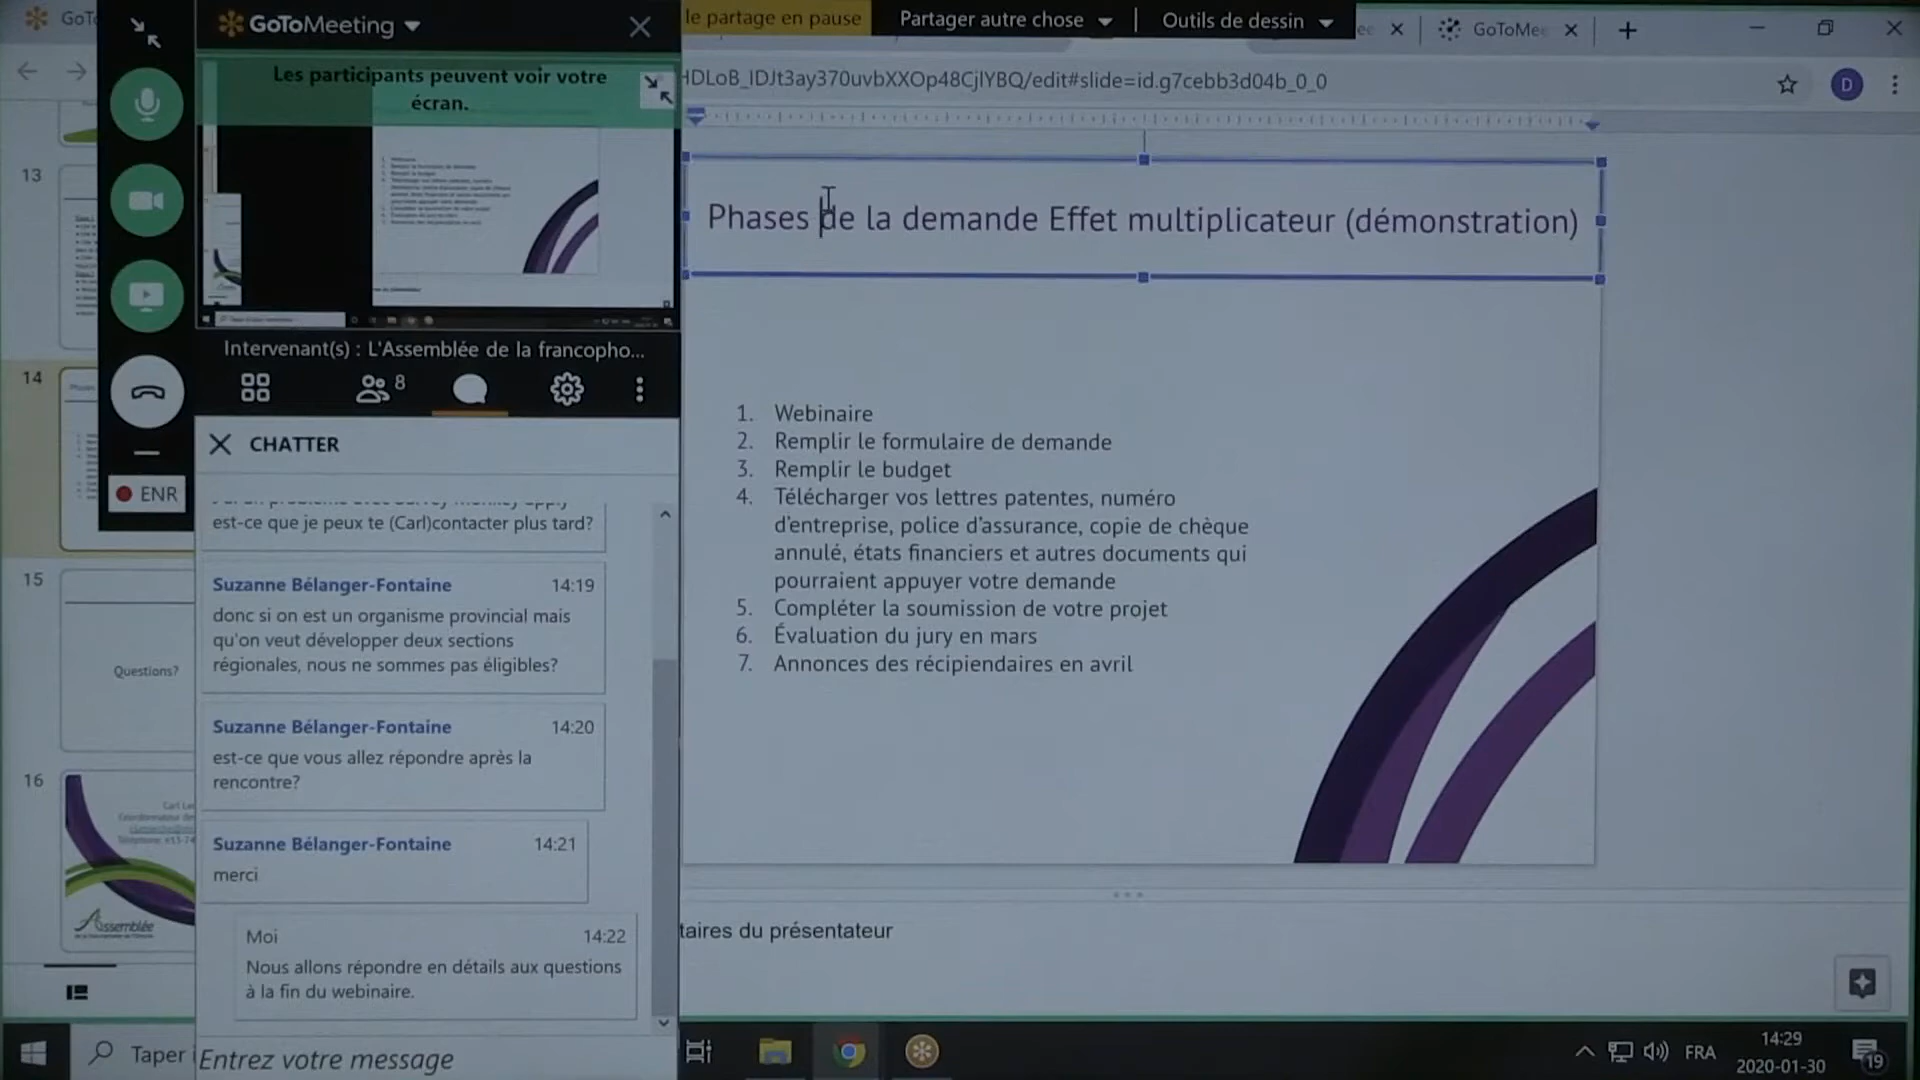 GoToMeeting
le partage en pause
Partager autre chose
Outils de dessin
GoToMee
Les participants peuvent voir votre
écran.
HDLoB_lDJt3ay370uvbXXOp48CjlYBQ/edit#slide=id.g7cebb3d04b_0_0
D
13
Phases de la demande Effet multiplicateur (démonstration)
Intervenant(s) : L'Assemblée de la francopho...
8
14
CHATTER
ENR
est-ce que je peux te (Carl)contacter plus tard?
Suzanne Bélanger-Fontaine 14:19
donc si on est un organisme provincial mais
qu'on veut développer deux sections
régionales, nous ne sommes pas éligibles?
Suzanne Bélanger-Fontaine 14:20
est-ce que vous allez répondre après la
rencontre?
Suzanne Bélanger-Fontaine 14:21
merci
Moi 14:22
Nous allons répondre en détails aux questions
à la fin du webinaire.
Entrez votre message
1. Webinaire
2. Remplir le formulaire de demande
3. Remplir le budget
4. Télécharger vos lettres patentes, numéro
d'entreprise, police d'assurance, copie de chèque
annulé, états financiers et autres documents qui
pourraient appuyer votre demande
5. Compléter la soumission de votre projet
6. Évaluation du jury en mars
7. Annonces des récipiendaires en avril
15
Questions?
16
Assemblée
taires du présentateur
Taper
FRA
14:29
2020-01-30
19